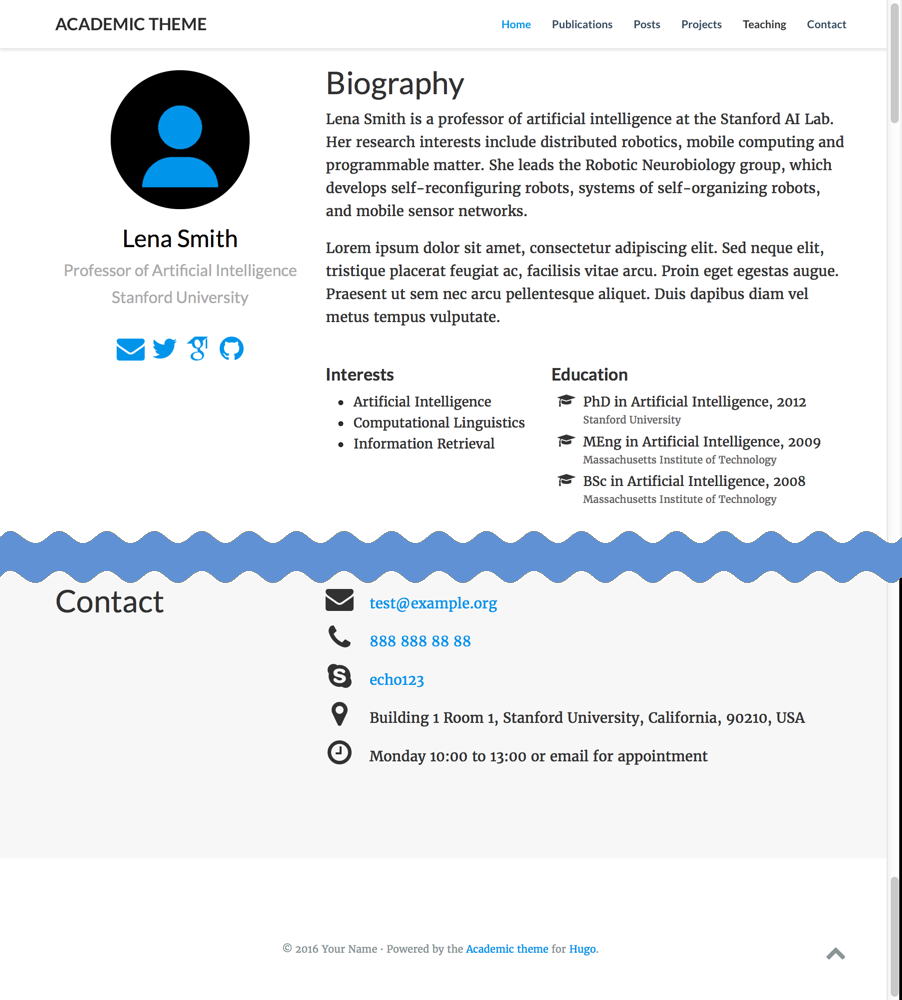 ACADEMIC THEME
Home Publications Posts Projects Teaching Contact
Lena Smith
Professor of Artificial Intelligence
Stanford University
Biography
Lena Smith is a professor of artificial intelligence at the Stanford AI Lab.
Her research interests include distributed robotics, mobile computing and
programmable matter. She leads the Robotic Neurobiology group, which
develops self-reconfiguring robots, systems of self-organizing robots,
and mobile sensor networks.
Lorem ipsum dolor sit amet, consectetur adipiscing elit. Sed neque elit,
tristique placerat feugiat ac, facilisis vitae arcu. Proin eget egestas augue.
Praesent ut sem nec arcu pellentesque aliquet. Duis dapibus diam vel
metus tempus vulputate.
Interests
• Artificial Intelligence
• Computational Linguistics
• Information Retrieval
Education
PhD in Artificial Intelligence, 2012
Stanford University
MEng in Artificial Intelligence, 2009
Massachusetts Institute of Technology
BSc in Artificial Intelligence, 2008
Massachusetts Institute of Technology
Contact
test@example.org
888 888 88 88
echo123
Building 1 Room 1, Stanford University, California, 90210, USA
Monday 10:00 to 13:00 or email for appointment
© 2016 Your Name · Powered by the Academic theme for Hugo.